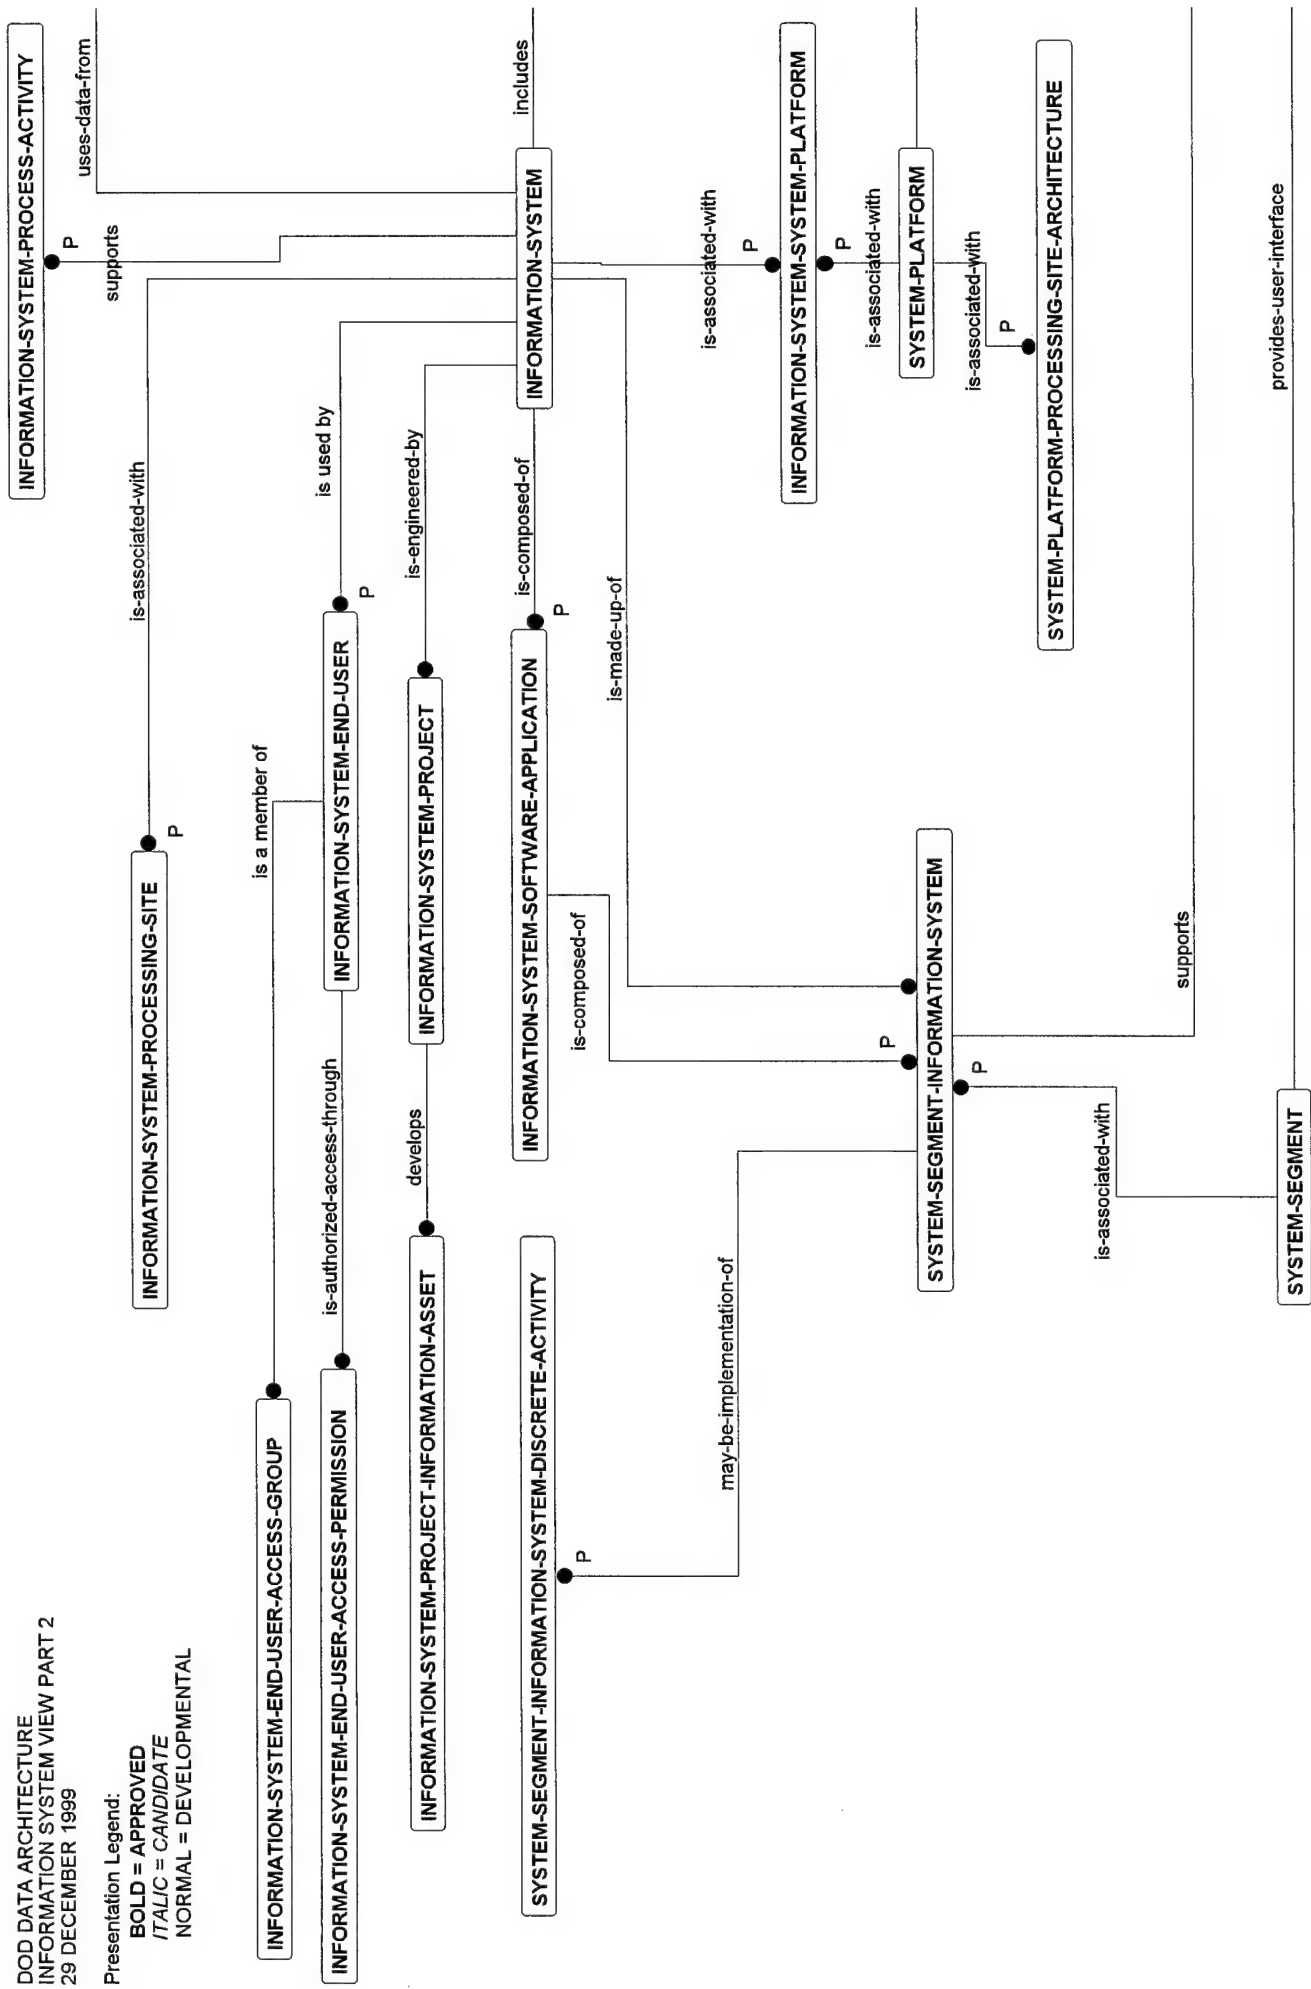 DOD DATA ARCHITECTURE
INFORMATION SYSTEM VIEW PART 2
29 DECEMBER 1999
Presentation Legend:
BOLD = APPROVED
ITALIC = CANDIDATE
NORMAL = DEVELOPMENTAL
INFORMATION-SYSTEM-PROCESS-ACTIVITY
P
supports
uses-data-from
is-associated-with
P
INFORMATION-SYSTEM-PROCESSING-SITE
is a member of
INFORMATION-SYSTEM-END-USER-ACCESS-GROUP
is used by
P
INFORMATION-SYSTEM-END-USER
is-authorized-access-through
INFORMATION-SYSTEM-END-USER-ACCESS-PERMISSION
is-engineered-by
INFORMATION-SYSTEM-PROJECT
develops
INFORMATION-SYSTEM-PROJECT-INFORMATION-ASSET
includes
INFORMATION-SYSTEM
is-composed-of
P
INFORMATION-SYSTEM-SOFTWARE-APPLICATION
SYSTEM-SEGMENT-INFORMATION-SYSTEM-DISCRETE-ACTIVITY
P
is-composed-of
is-made-up-of
may-be-implementation-of
is-associated-with
P
INFORMATION-SYSTEM-SYSTEM-PLATFORM
P
is-associated-with
P
SYSTEM-SEGMENT-INFORMATION-SYSTEM
SYSTEM-PLATFORM
P
is-associated-with
P
SYSTEM-PLATFORM-PROCESSING-SITE-ARCHITECTURE
is-associated-with
supports
SYSTEM-SEGMENT
provides-user-interface